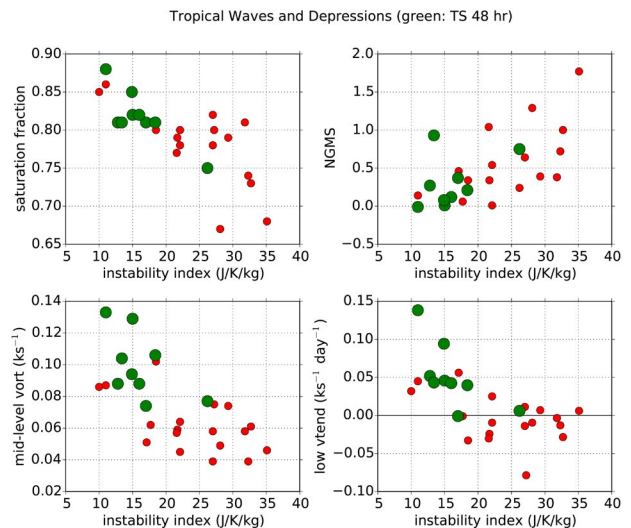 Tropical Waves and Depressions (green: TS 48 hr)
0.90
0.85
0.80
0.75
0.70
0.65
saturation fraction
5 10 15 20 25 30 35 40
instability index (J/K/kg)
2.0
1.5
1.0
0.5
0.0
−0.5
NGMS
5 10 15 20 25 30 35 40
instability index (J/K/kg)
0.14
0.12
0.10
0.08
0.06
0.04
0.02
mid-level vort (ks⁻¹)
5 10 15 20 25 30 35 40
instability index (J/K/kg)
0.15
0.10
0.05
0.00
−0.05
−0.10
low vtend (ks⁻¹ day⁻¹)
5 10 15 20 25 30 35 40
instability index (J/K/kg)